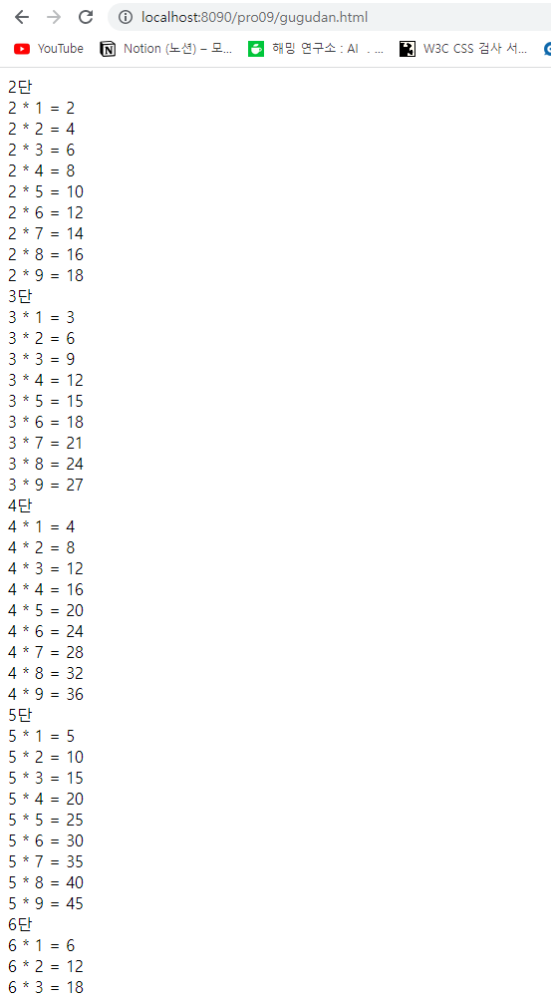 localhost:8090/pro09/gugudan.html
YouTube Notion (노션) – 모... 해밍 연구소 : AI . ... W3C CSS 검사 서...
2단
2 * 1 = 2
2 * 2 = 4
2 * 3 = 6
2 * 4 = 8
2 * 5 = 10
2 * 6 = 12
2 * 7 = 14
2 * 8 = 16
2 * 9 = 18
3단
3 * 1 = 3
3 * 2 = 6
3 * 3 = 9
3 * 4 = 12
3 * 5 = 15
3 * 6 = 18
3 * 7 = 21
3 * 8 = 24
3 * 9 = 27
4단
4 * 1 = 4
4 * 2 = 8
4 * 3 = 12
4 * 4 = 16
4 * 5 = 20
4 * 6 = 24
4 * 7 = 28
4 * 8 = 32
4 * 9 = 36
5단
5 * 1 = 5
5 * 2 = 10
5 * 3 = 15
5 * 4 = 20
5 * 5 = 25
5 * 6 = 30
5 * 7 = 35
5 * 8 = 40
5 * 9 = 45
6단
6 * 1 = 6
6 * 2 = 12
6 * 3 = 18